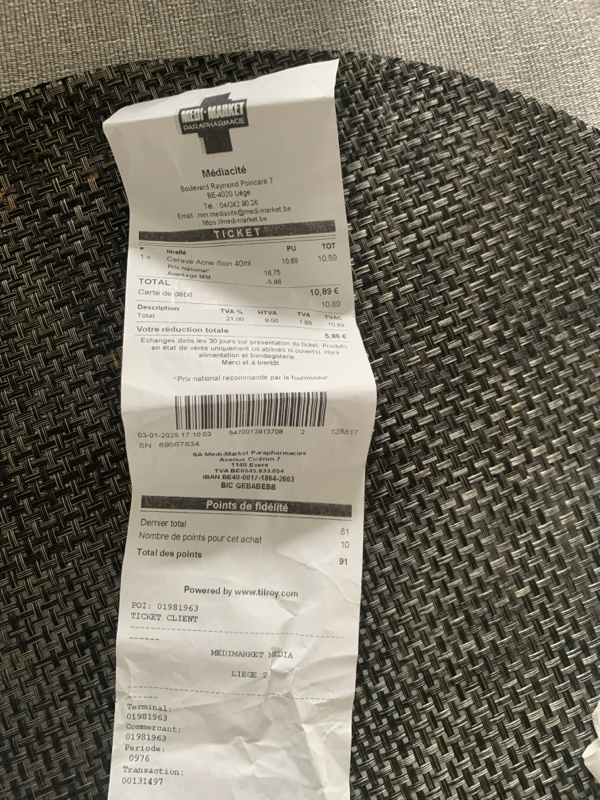 MEDI-MARKET
PARAPHARMACIE
Médiacité
Boulevard Raymond Poincaré 7
BE-4020 Liège
Tél : 04/242.90.26
Email : mm.mediacite@medi-market.be
https://medi-market.be
TICKET
* libellé PU TOT
1 x Cerave Acne Soin 40ml 10,89 10,89
Prix National* 16,75
Avantage MM -5,86
TOTAL 10,89 €
Carte de débit 10,89
Description TVA % HTVA TVA TVAC
Total 21,00 9,00 1,89 10,89
Votre réduction totale 5,86 €
Echanges dans les 30 jours sur présentation du ticket. Produits
en état de vente uniquement (ni abîmés ni ouverts). Hors
alimentation et bandagisterie.
Merci et à bientôt
*Prix national recommandé par le fournisseur
03-01-2025 17:10:03 5470013913708 2 128817
SN : 89567834
SA Medi-Market Parapharmacies
Avenue Cicéron 7
1140 Evere
TVA BE0545.833.054
IBAN BE40-0017-1864-2663
BIC GEBABEBB
Points de fidélité
Dernier total 81
Nombre de points pour cet achat 10
Total des points 91
Powered by www.tilroy.com
POI: 01981963
TICKET CLIENT
MEDIMARKET MEDIA
LIEGE 2
Terminal:
01981963
Commercant:
01981963
Periode:
0976
Transaction:
00131497